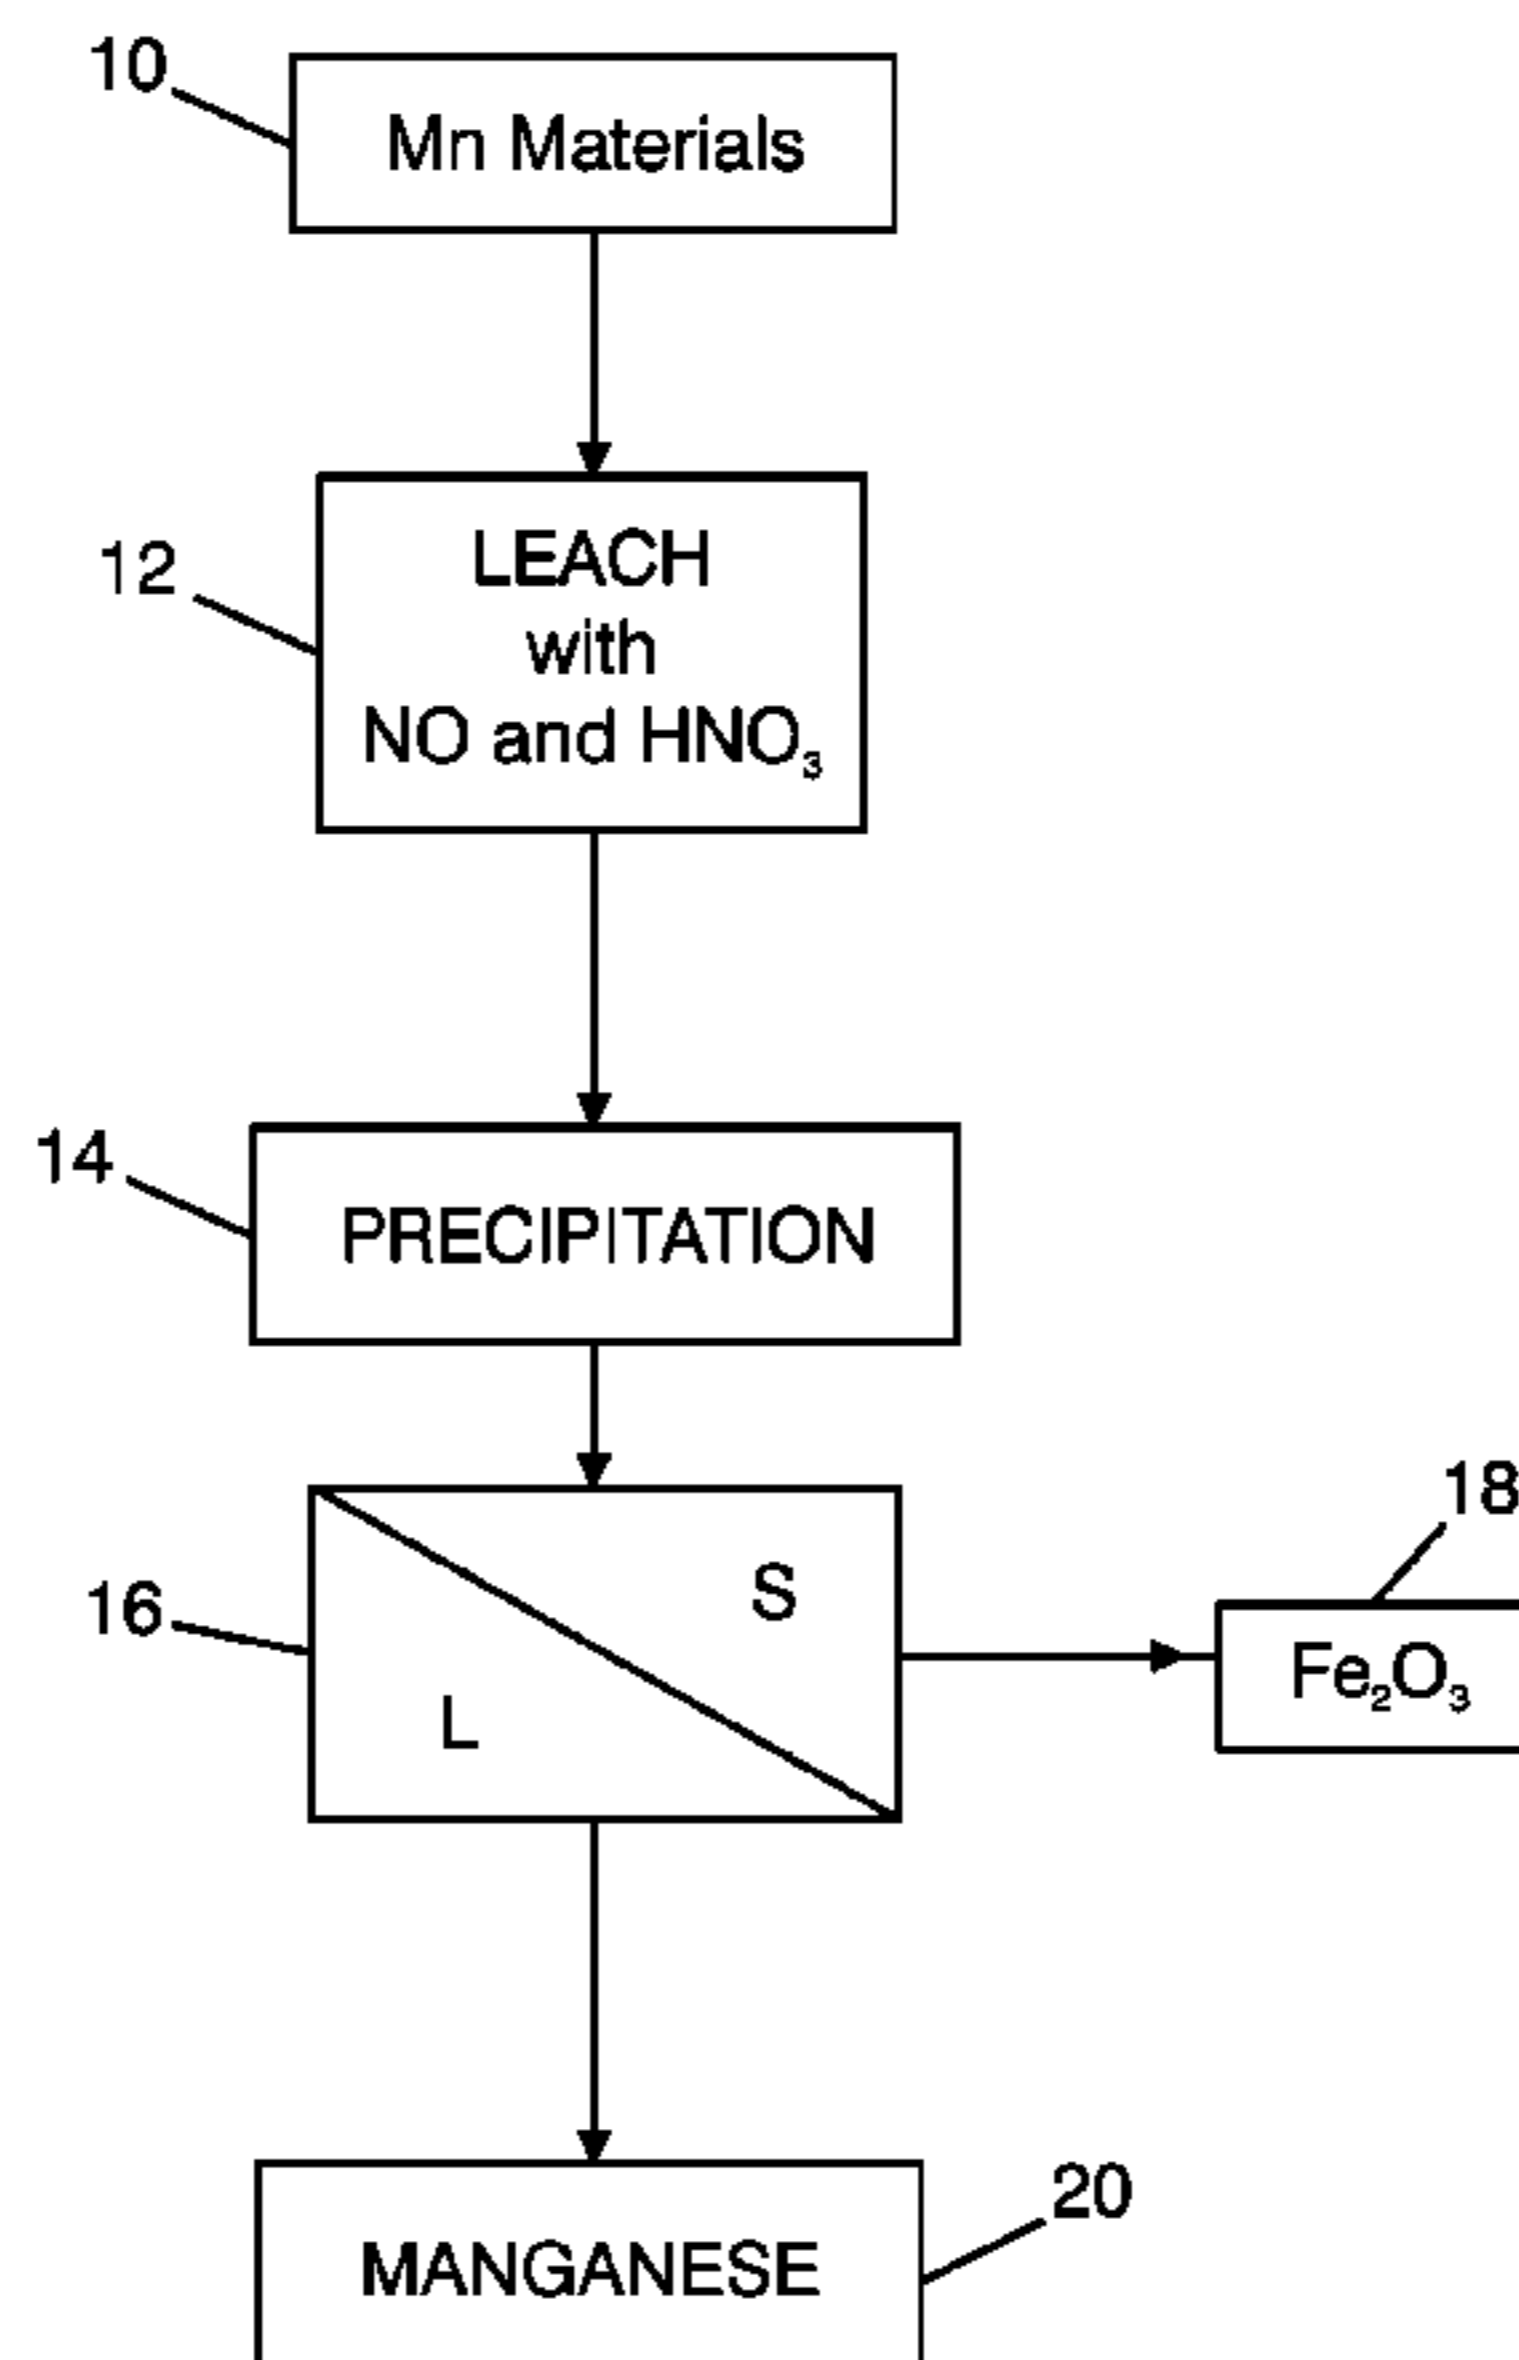 10
Mn Materials
12
LEACH
with
NO and HNO₃
14
PRECIPITATION
16
S
L
18
Fe₂O₃
20
MANGANESE